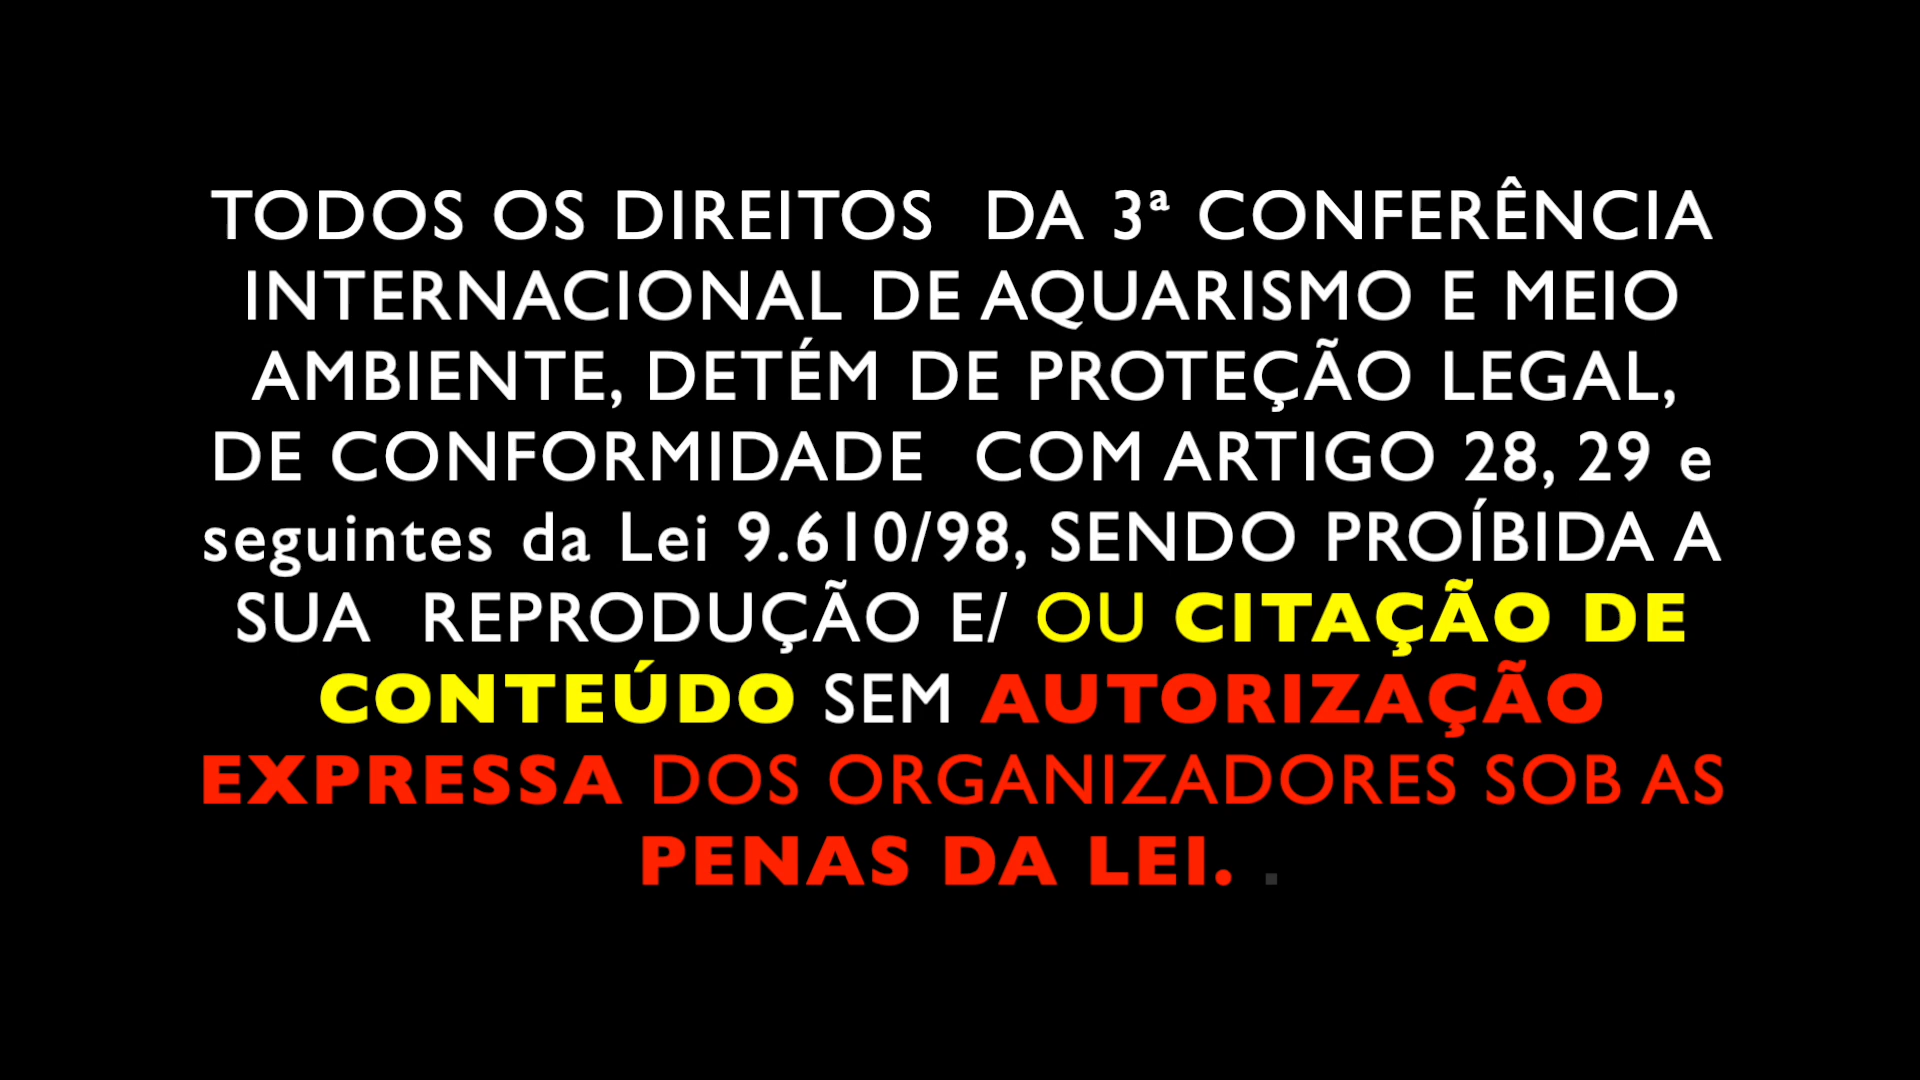 TODOS OS DIREITOS DA 3ª CONFERÊNCIA
INTERNACIONAL DE AQUARISMO E MEIO
AMBIENTE, DETÉM DE PROTEÇÃO LEGAL,
DE CONFORMIDADE COM ARTIGO 28, 29 e
seguintes da Lei 9.610/98, SENDO PROÍBIDA A
SUA REPRODUÇÃO E/ OU CITAÇÃO DE
CONTEÚDO SEM AUTORIZAÇÃO
EXPRESSA DOS ORGANIZADORES SOB AS
PENAS DA LEI. .